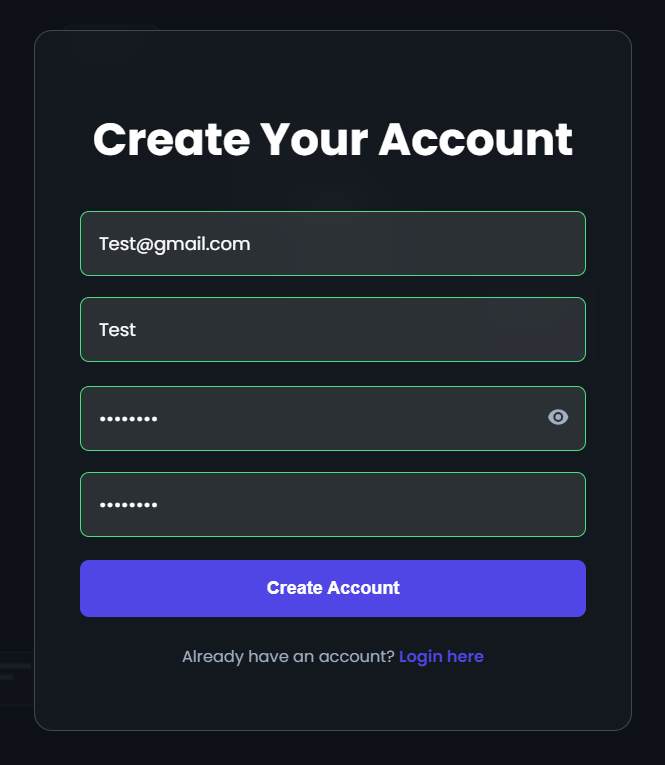 Create Your Account
Test@gmail.com
Test
••••••••
••••••••
Create Account
Already have an account? Login here